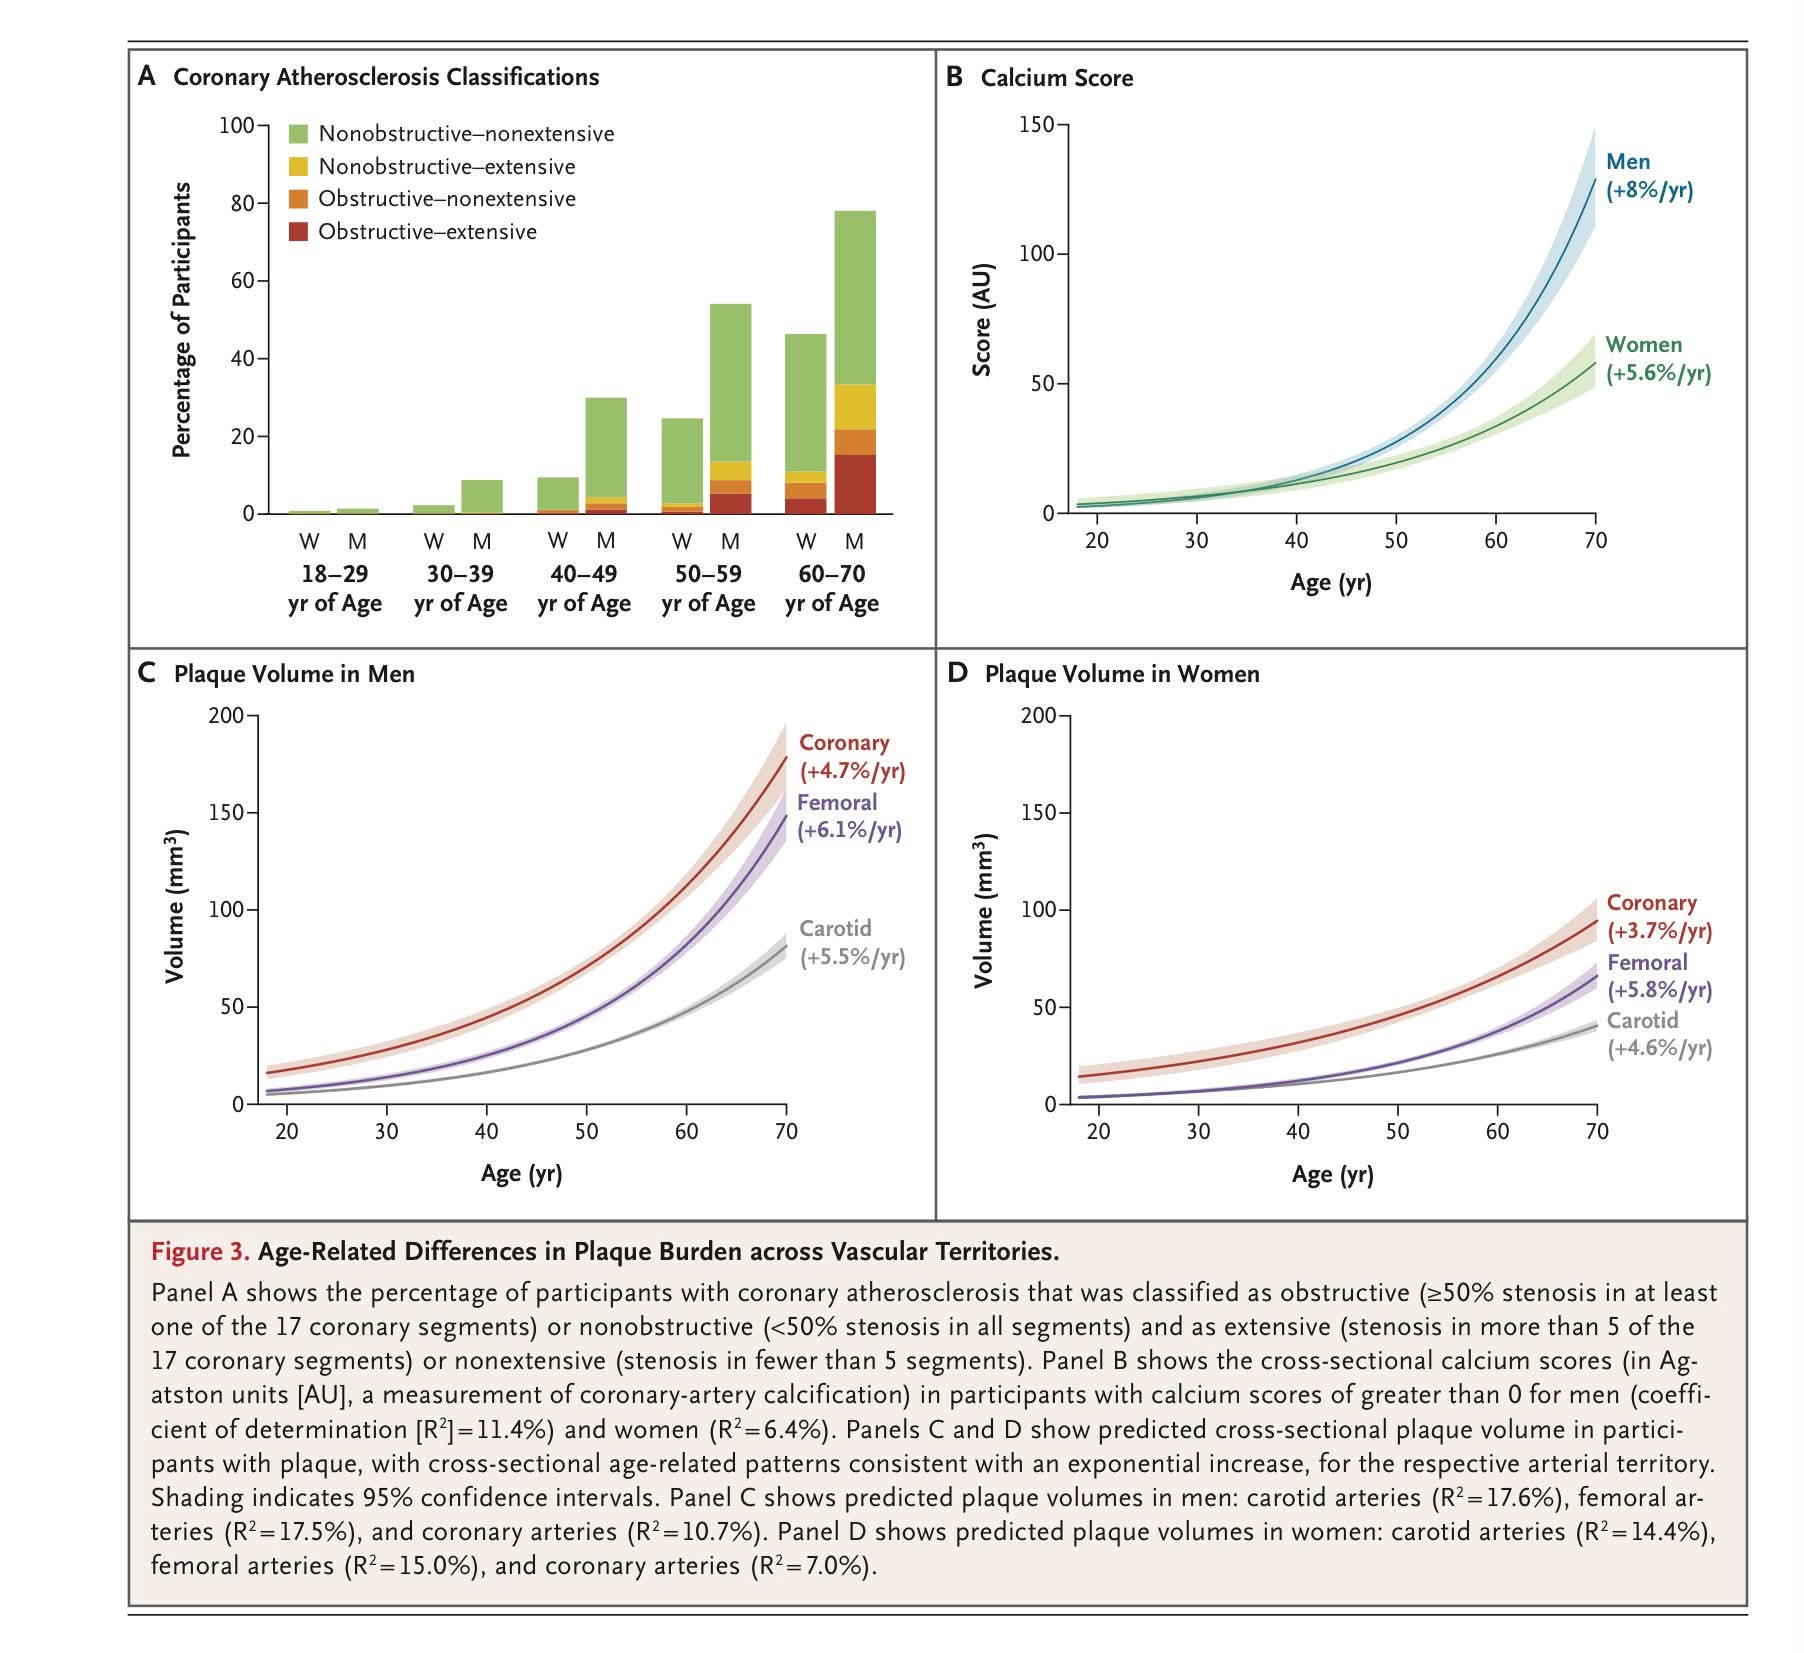 A Coronary Atherosclerosis Classifications
100
80
60
40
20
0
Percentage of Participants
Nonobstructive–nonextensive
Nonobstructive–extensive
Obstructive–nonextensive
Obstructive–extensive
W M W M W M W M W M
18–29 30–39 40–49 50–59 60–70
yr of Age yr of Age yr of Age yr of Age yr of Age
B Calcium Score
150
100
50
0
Score (AU)
Men
(+8%/yr)
Women
(+5.6%/yr)
20 30 40 50 60 70
Age (yr)
C Plaque Volume in Men
200
150
100
50
0
Volume (mm³)
Coronary
(+4.7%/yr)
Femoral
(+6.1%/yr)
Carotid
(+5.5%/yr)
20 30 40 50 60 70
Age (yr)
D Plaque Volume in Women
200
150
100
50
0
Volume (mm³)
Coronary
(+3.7%/yr)
Femoral
(+5.8%/yr)
Carotid
(+4.6%/yr)
20 30 40 50 60 70
Age (yr)
Figure 3. Age-Related Differences in Plaque Burden across Vascular Territories.
Panel A shows the percentage of participants with coronary atherosclerosis that was classified as obstructive (≥50% stenosis in at least
one of the 17 coronary segments) or nonobstructive (<50% stenosis in all segments) and as extensive (stenosis in more than 5 of the
17 coronary segments) or nonextensive (stenosis in fewer than 5 segments). Panel B shows the cross-sectional calcium scores (in Ag-
atston units [AU], a measurement of coronary-artery calcification) in participants with calcium scores of greater than 0 for men (coeffi-
cient of determination [R²]=11.4%) and women (R²=6.4%). Panels C and D show predicted cross-sectional plaque volume in partici-
pants with plaque, with cross-sectional age-related patterns consistent with an exponential increase, for the respective arterial territory.
Shading indicates 95% confidence intervals. Panel C shows predicted plaque volumes in men: carotid arteries (R²=17.6%), femoral ar-
teries (R²=17.5%), and coronary arteries (R²=10.7%). Panel D shows predicted plaque volumes in women: carotid arteries (R²=14.4%),
femoral arteries (R²=15.0%), and coronary arteries (R²=7.0%).